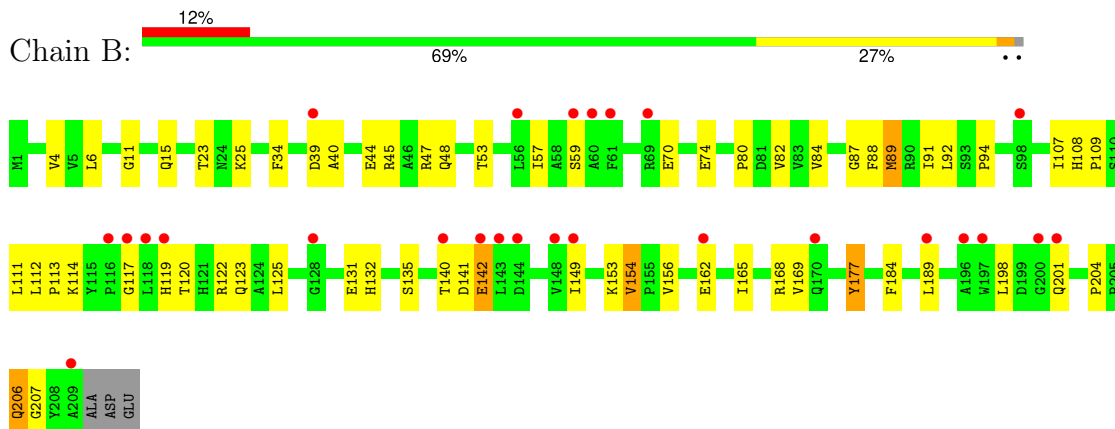 12%
Chain B:
69% 27% • •
M1 V4 V5 L6 G11 Q15 T23 N24 K25 F34 D39 A40 E44 R45 A46 R47 Q48 T53 L56 I57 A58 S59 A60 F61 R69 E70 E74 P80 D81 V82 V83 V84 G87 F88 M89 R90 I91 L92 S93 P94 S98 I107 H108 P109 S110
L111 L112 P113 K114 Y115 P116 G117 L118 H119 T120 H121 R122 Q123 A124 L125 G128 E131 H132 S135 T140 D141 E142 L143 D144 V148 I149 K153 V154 P155 V156 E162 I165 R168 V169 Q170 Y177 F184 L189 A196 W197 L198 D199 G200 Q201 P204 P205
Q206 G207 Y208 A209 ALA ASP GLU